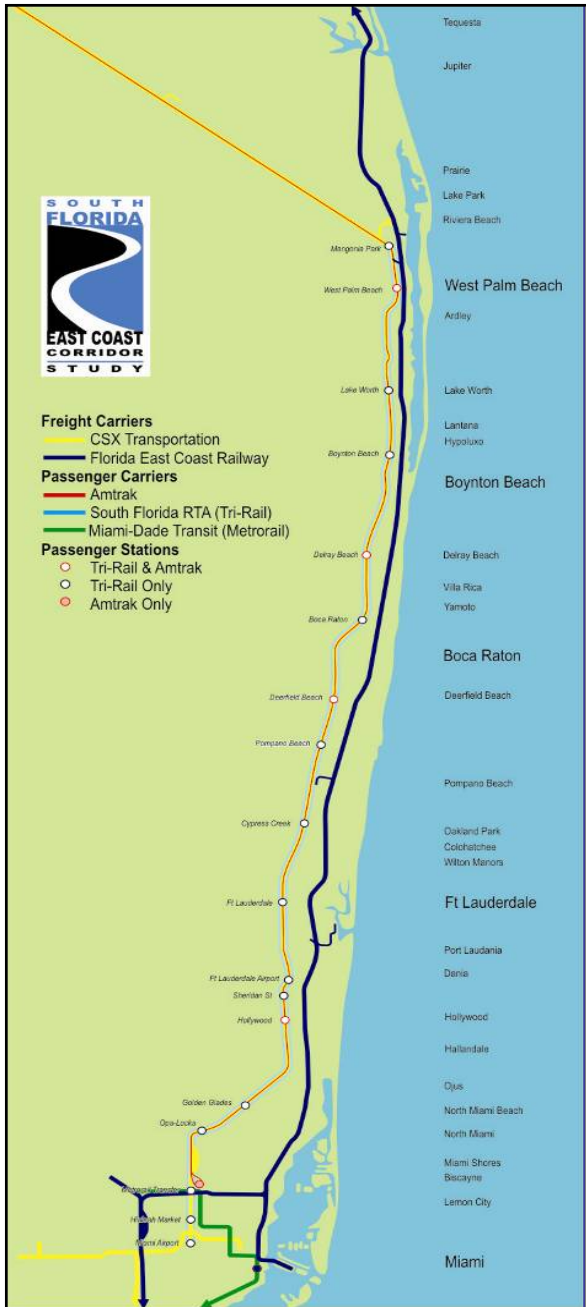 Tequesta
Jupiter
Prairie
Lake Park
Riviera Beach
West Palm Beach
Ardley
Lake Worth
Lantana
Hypoluxo
Boynton Beach
Delray Beach
Villa Rica
Yamoto
Boca Raton
Deerfield Beach
Pompano Beach
Oakland Park
Colohatchee
Wilton Manors
Ft Lauderdale
Port Laudania
Dania
Hollywood
Hallandale
Ojus
North Miami Beach
North Miami
Miami Shores
Biscayne
Lemon City
Miami
SOUTH
FLORIDA
EAST COAST
CORRIDOR
STUDY
Freight Carriers
CSX Transportation
Florida East Coast Railway
Passenger Carriers
Amtrak
South Florida RTA (Tri-Rail)
Miami-Dade Transit (Metrorail)
Passenger Stations
Tri-Rail & Amtrak
Tri-Rail Only
Amtrak Only
Mangonia Park
West Palm Beach
Lake Worth
Boynton Beach
Delray Beach
Boca Raton
Deerfield Beach
Pompano Beach
Cypress Creek
Ft Lauderdale
Ft Lauderdale Airport
Sheridan St
Hollywood
Golden Glades
Opa-Locka
Metrorail Transfer
Hialeah Market
Miami Airport